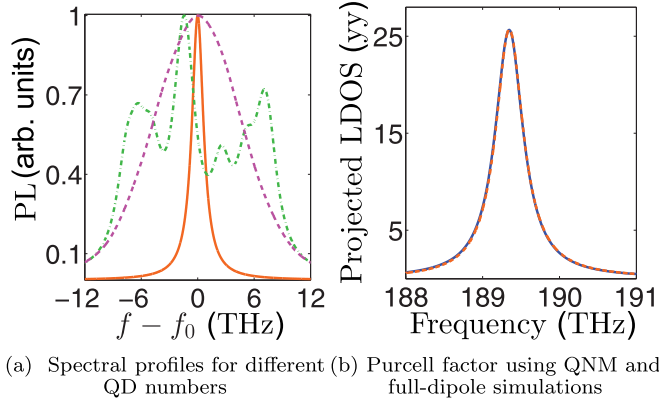 PL (arb. units)
1
0.7
0.4
0.1
−12 −6 0 6 12
f − f₀ (THz)
Projected LDOS (yy)
25
15
5
188 189 190 191
Frequency (THz)
(a) Spectral profiles for different QD numbers
(b) Purcell factor using QNM and full-dipole simulations